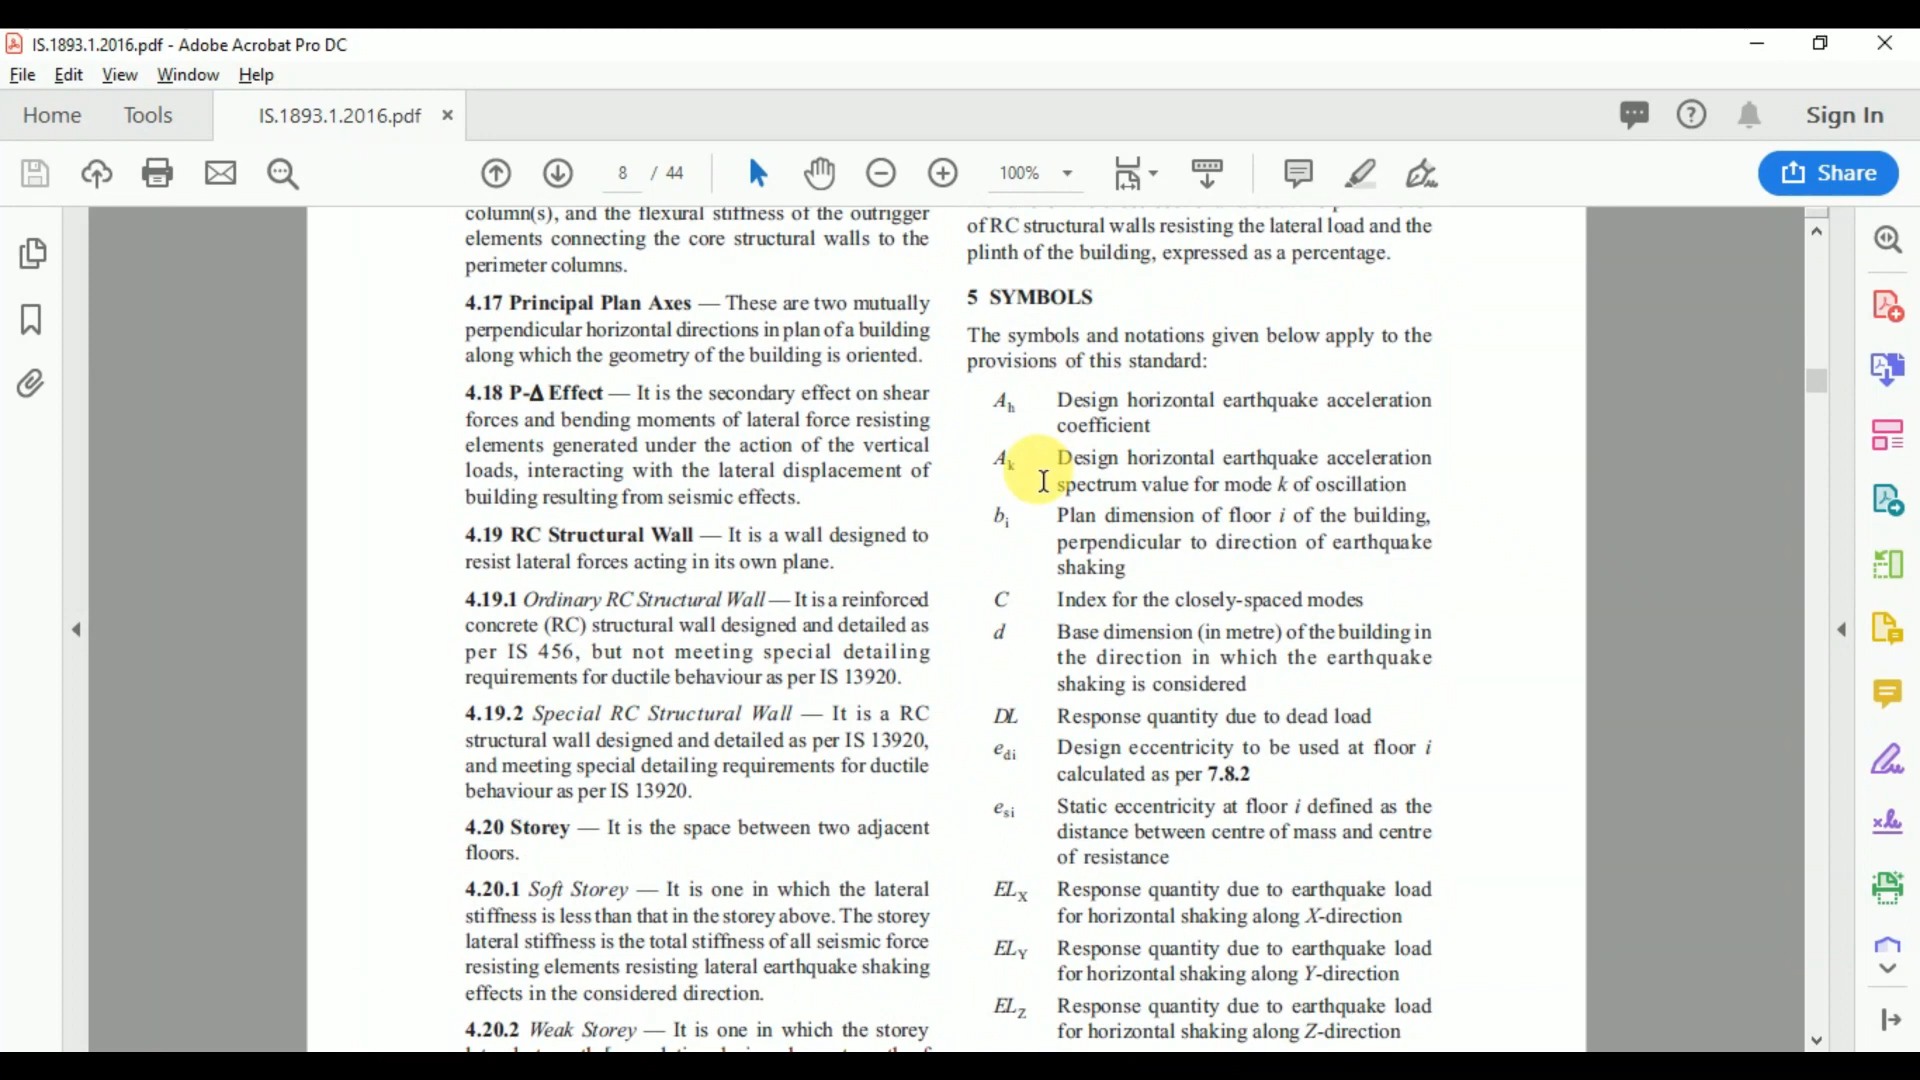 IS.1893.1.2016.pdf - Adobe Acrobat Pro DC
File Edit View Window Help
Home Tools IS.1893.1.2016.pdf × Sign In
8 / 44 100% Share
column(s), and the flexural stiffness of the outrigger
elements connecting the core structural walls to the
perimeter columns.
4.17 Principal Plan Axes — These are two mutually
perpendicular horizontal directions in plan of a building
along which the geometry of the building is oriented.
4.18 P-Δ Effect — It is the secondary effect on shear
forces and bending moments of lateral force resisting
elements generated under the action of the vertical
loads, interacting with the lateral displacement of
building resulting from seismic effects.
4.19 RC Structural Wall — It is a wall designed to
resist lateral forces acting in its own plane.
4.19.1 Ordinary RC Structural Wall — It is a reinforced
concrete (RC) structural wall designed and detailed as
per IS 456, but not meeting special detailing
requirements for ductile behaviour as per IS 13920.
4.19.2 Special RC Structural Wall — It is a RC
structural wall designed and detailed as per IS 13920,
and meeting special detailing requirements for ductile
behaviour as per IS 13920.
4.20 Storey — It is the space between two adjacent
floors.
4.20.1 Soft Storey — It is one in which the lateral
stiffness is less than that in the storey above. The storey
lateral stiffness is the total stiffness of all seismic force
resisting elements resisting lateral earthquake shaking
effects in the considered direction.
4.20.2 Weak Storey — It is one in which the storey
of RC structural walls resisting the lateral load and the
plinth of the building, expressed as a percentage.
5 SYMBOLS
The symbols and notations given below apply to the
provisions of this standard:
Ah Design horizontal earthquake acceleration
coefficient
Ak Design horizontal earthquake acceleration
spectrum value for mode k of oscillation
bi Plan dimension of floor i of the building,
perpendicular to direction of earthquake
shaking
C Index for the closely-spaced modes
d Base dimension (in metre) of the building in
the direction in which the earthquake
shaking is considered
DL Response quantity due to dead load
edi Design eccentricity to be used at floor i
calculated as per 7.8.2
esi Static eccentricity at floor i defined as the
distance between centre of mass and centre
of resistance
ELX Response quantity due to earthquake load
for horizontal shaking along X-direction
ELY Response quantity due to earthquake load
for horizontal shaking along Y-direction
ELZ Response quantity due to earthquake load
for horizontal shaking along Z-direction